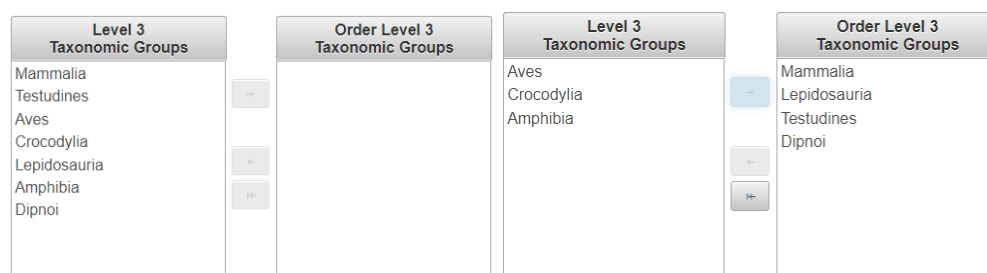 Level 3
Taxonomic Groups
Mammalia
Testudines
Aves
Crocodylia
Lepidosauria
Amphibia
Dipnoi
Order Level 3
Taxonomic Groups
Level 3
Taxonomic Groups
Aves
Crocodylia
Amphibia
Order Level 3
Taxonomic Groups
Mammalia
Lepidosauria
Testudines
Dipnoi